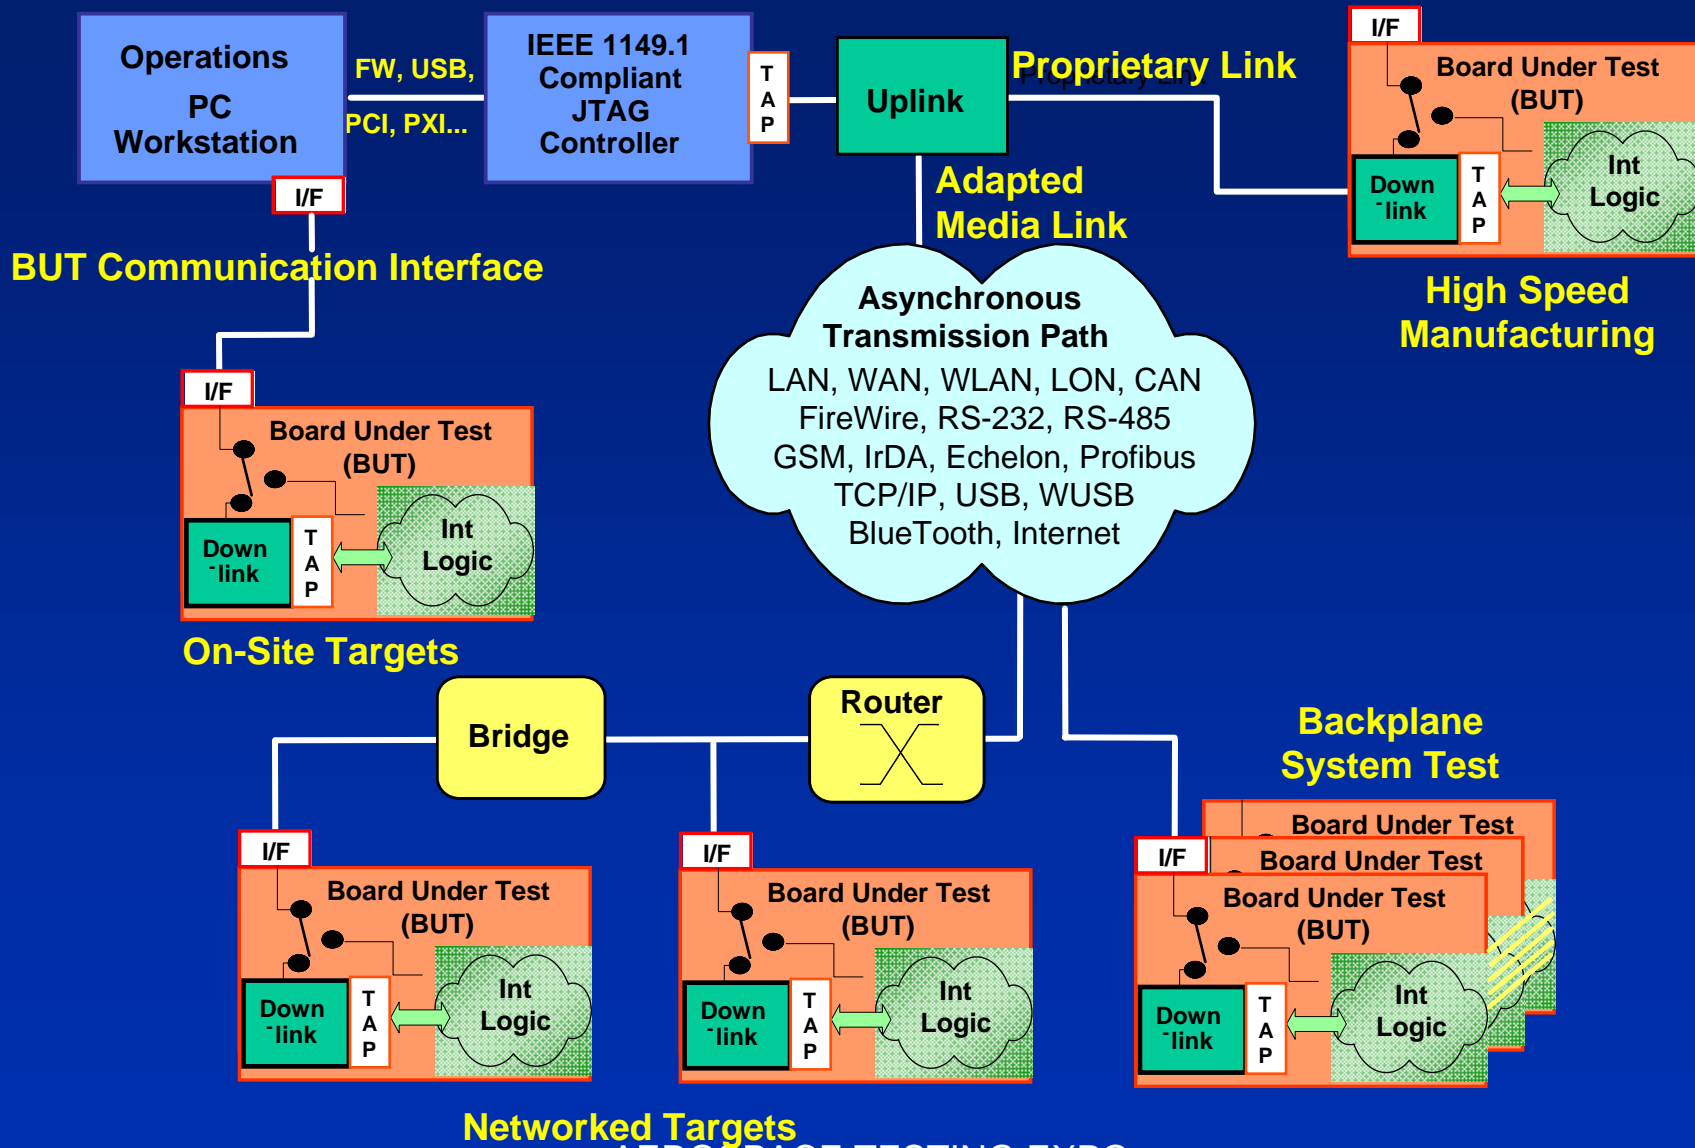 Operations
PC
Workstation
I/F
FW, USB,
PCI, PXI...
IEEE 1149.1
Compliant
JTAG
Controller
T
A
P
Uplink
Proprietary Link
Proprietary Link
I/F
Board Under Test
(BUT)
Down
-link
T
A
P
Int
Logic
High Speed
Manufacturing
Adapted
Media Link
BUT Communication Interface
Asynchronous
Transmission Path
LAN, WAN, WLAN, LON, CAN
FireWire, RS-232, RS-485
GSM, IrDA, Echelon, Profibus
TCP/IP, USB, WUSB
BlueTooth, Internet
I/F
Board Under Test
(BUT)
Down
-link
T
A
P
Int
Logic
On-Site Targets
Bridge
Router
Backplane
System Test
I/F
Board Under Test
(BUT)
Down
-link
T
A
P
Int
Logic
I/F
Board Under Test
(BUT)
Down
-link
T
A
P
Int
Logic
Board Under Test
I/F
Board Under Test
Board Under Test
(BUT)
Down
-link
T
A
P
Int
Logic
Networked Targets
AEROSPACE TESTING EXPO